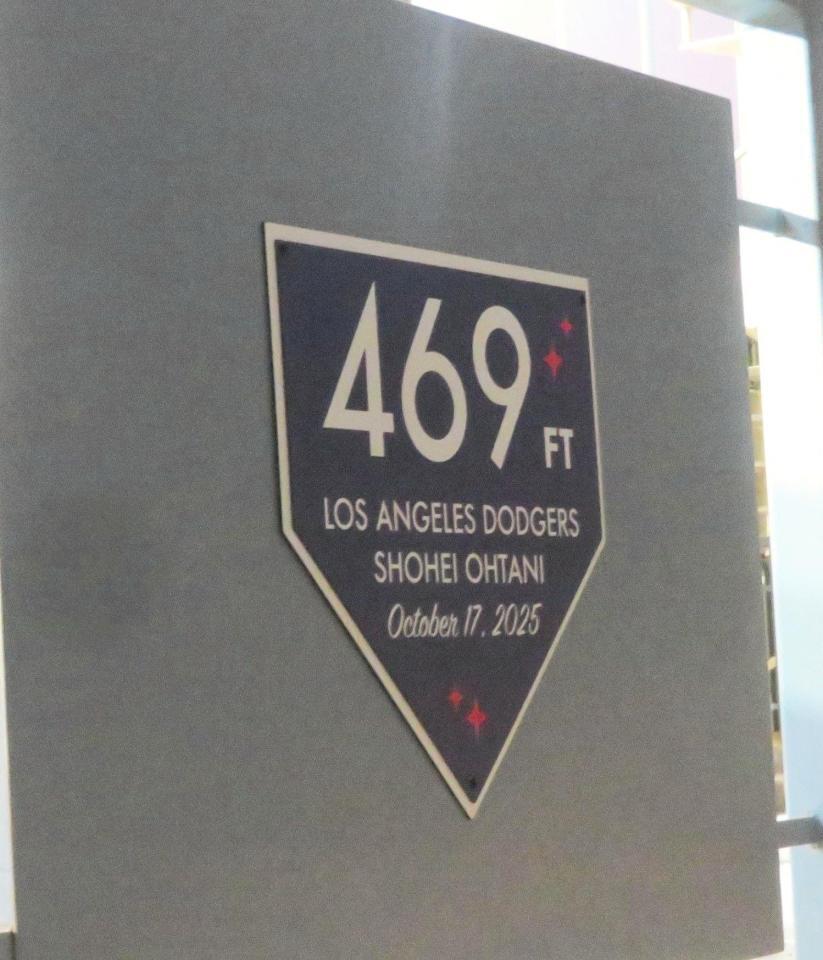 469 FT
LOS ANGELES DODGERS
SHOHEI OHTANI
October 17, 2025